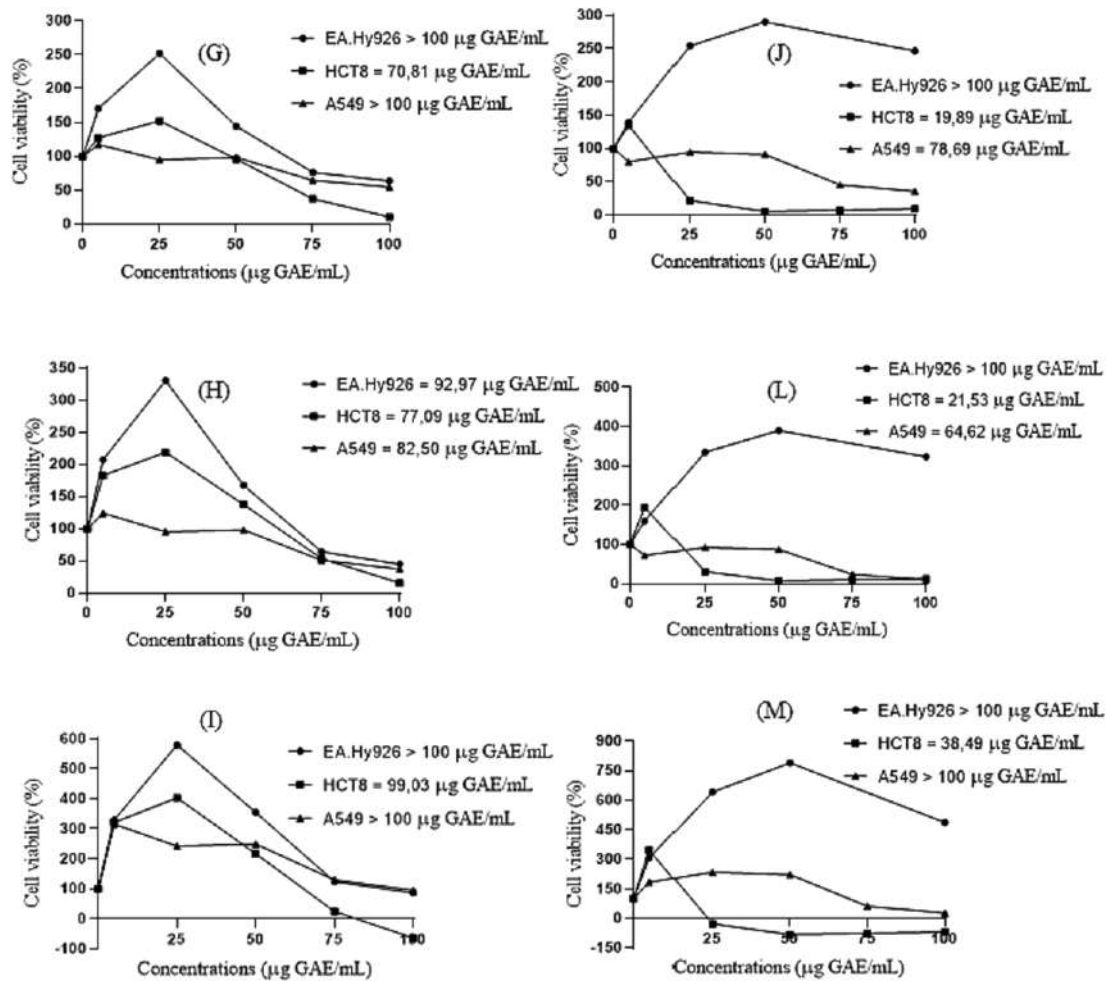 (G)
EA.Hy926 > 100 μg GAE/mL
HCT8 = 70,81 μg GAE/mL
A549 > 100 μg GAE/mL
Cell viability (%)
300
250
200
150
100
50
0
0 25 50 75 100
Concentrations (μg GAE/mL)
(J)
EA.Hy926 > 100 μg GAE/mL
HCT8 = 19,89 μg GAE/mL
A549 = 78,69 μg GAE/mL
Cell viability (%)
300
250
200
150
100
50
0
0 25 50 75 100
Concentrations (μg GAE/mL)
(H)
EA.Hy926 = 92,97 μg GAE/mL
HCT8 = 77,09 μg GAE/mL
A549 = 82,50 μg GAE/mL
Cell viability (%)
350
300
250
200
150
100
50
0
0 25 50 75 100
Concentrations (μg GAE/mL)
(L)
EA.Hy926 > 100 μg GAE/mL
HCT8 = 21,53 μg GAE/mL
A549 = 64,62 μg GAE/mL
Cell viability (%)
500
400
300
200
100
0
0 25 50 75 100
Concentrations (μg GAE/mL)
(I)
EA.Hy926 > 100 μg GAE/mL
HCT8 = 99,03 μg GAE/mL
A549 > 100 μg GAE/mL
Cell viability (%)
600
500
400
300
200
100
0
-100
25 50 75 100
Concentrations (μg GAE/mL)
(M)
EA.Hy926 > 100 μg GAE/mL
HCT8 = 38,49 μg GAE/mL
A549 > 100 μg GAE/mL
Cell viability (%)
900
750
600
450
300
150
0
-150
25 50 75 100
Concentrations (μg GAE/mL)